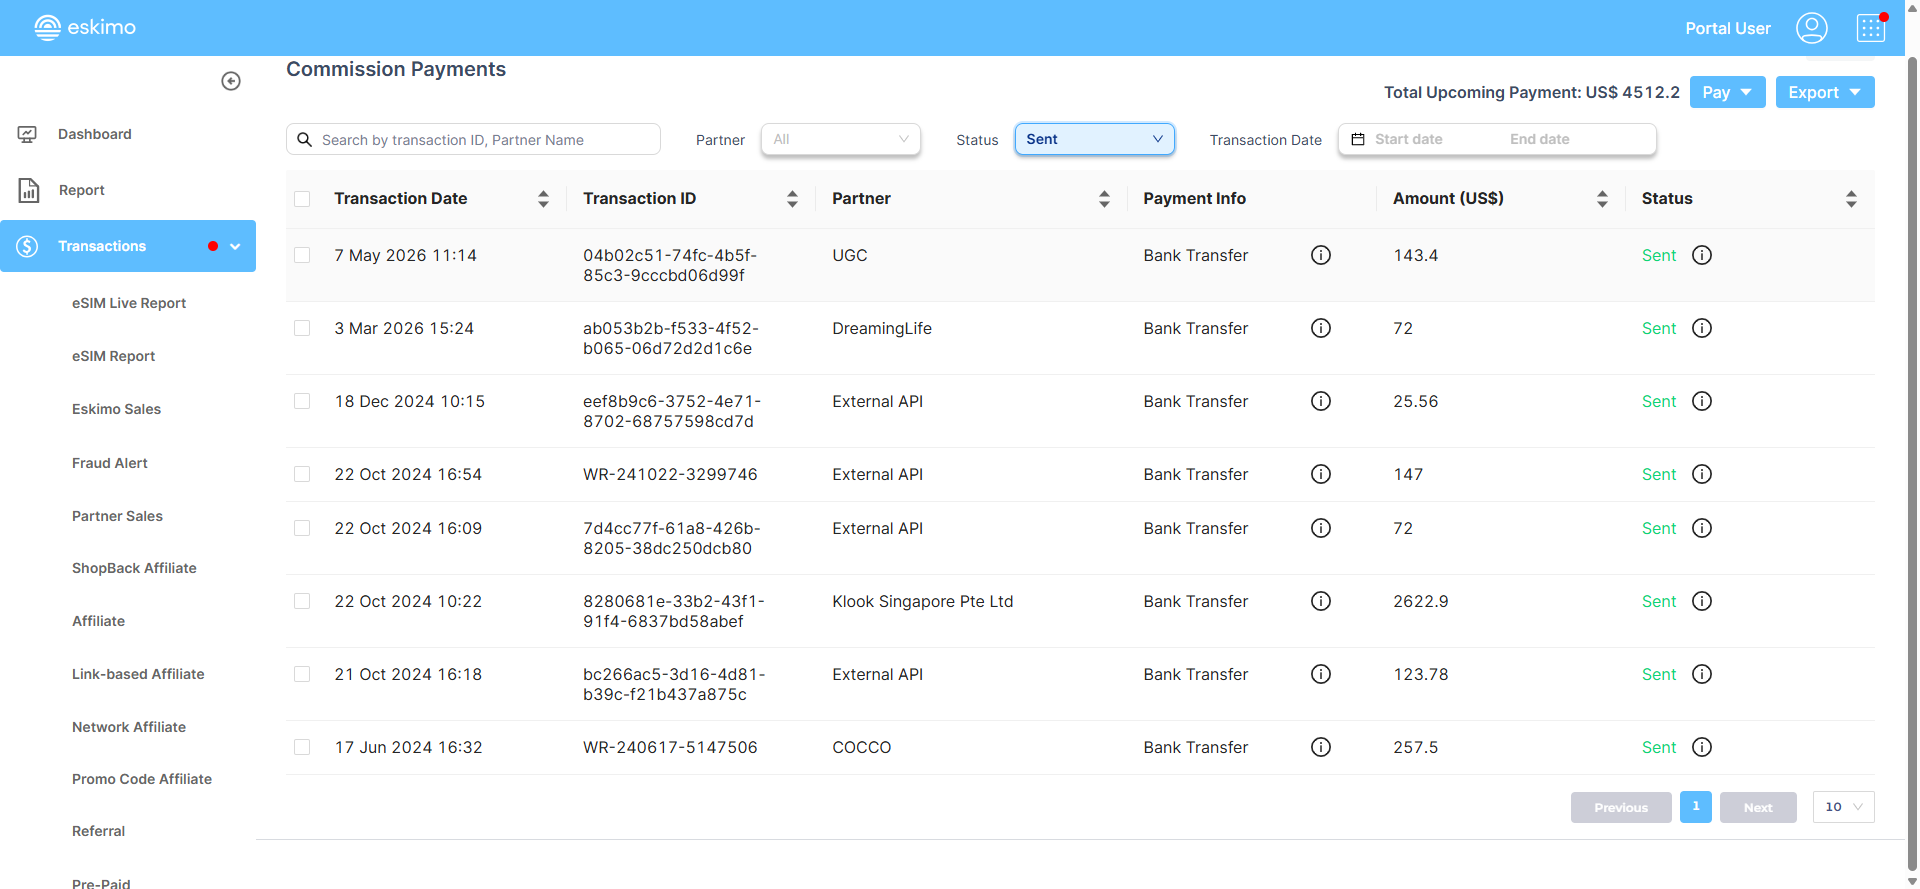 eskimo
Portal User
Commission Payments
Total Upcoming Payment: US$ 4512.2
Pay
Export
Search by transaction ID, Partner Name
Partner
All
Status
Sent
Transaction Date
Start date
End date
Dashboard
Report
Transactions
eSIM Live Report
eSIM Report
Eskimo Sales
Fraud Alert
Partner Sales
ShopBack Affiliate
Affiliate
Link-based Affiliate
Network Affiliate
Promo Code Affiliate
Referral
Pre-Paid
Transaction Date Transaction ID Partner Payment Info Amount (US$) Status
7 May 2026 11:14 04b02c51-74fc-4b5f- UGC Bank Transfer 143.4 Sent
85c3-9cccbd06d99f
3 Mar 2026 15:24 ab053b2b-f533-4f52- DreamingLife Bank Transfer 72 Sent
b065-06d72d2d1c6e
18 Dec 2024 10:15 eef8b9c6-3752-4e71- External API Bank Transfer 25.56 Sent
8702-68757598cd7d
22 Oct 2024 16:54 WR-241022-3299746 External API Bank Transfer 147 Sent
22 Oct 2024 16:09 7d4cc77f-61a8-426b- External API Bank Transfer 72 Sent
8205-38dc250dcb80
22 Oct 2024 10:22 8280681e-33b2-43f1- Klook Singapore Pte Ltd Bank Transfer 2622.9 Sent
91f4-6837bd58abef
21 Oct 2024 16:18 bc266ac5-3d16-4d81- External API Bank Transfer 123.78 Sent
b39c-f21b437a875c
17 Jun 2024 16:32 WR-240617-5147506 COCCO Bank Transfer 257.5 Sent
Previous 1 Next 10